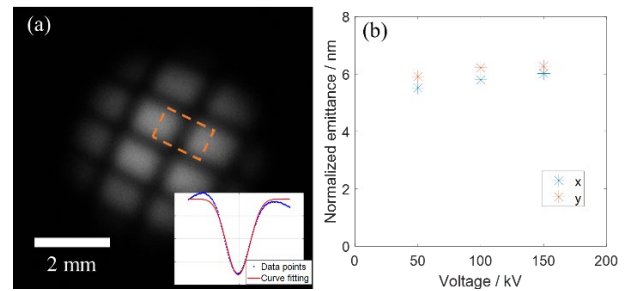 (a)
2 mm
Data points
Curve fitting
(b)
Normalized emittance / nm
8
6
4
2
0
0
50
100
150
200
x
y
Voltage / kV